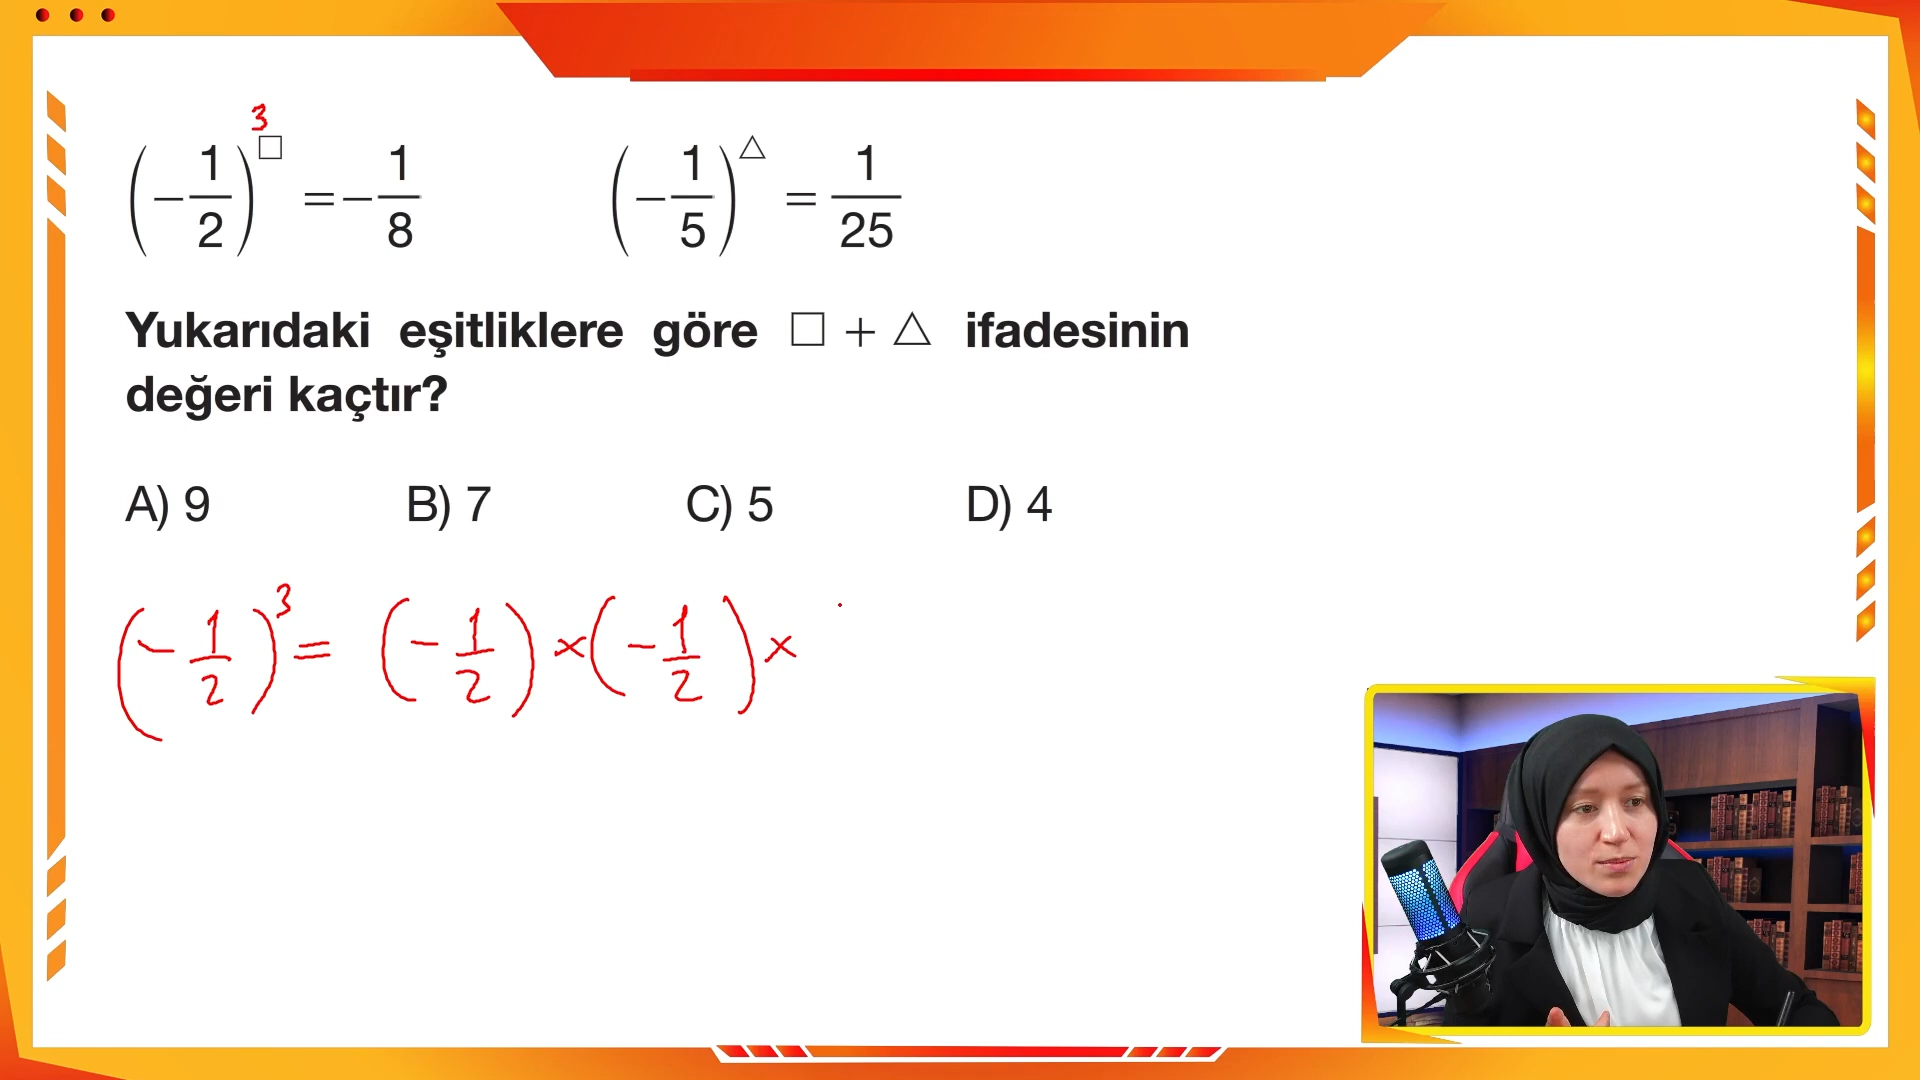 (-1/2)^□ = -1/8 (-1/5)^△ = 1/25
3
Yukarıdaki eşitliklere göre □ + △ ifadesinin
değeri kaçtır?
A) 9 B) 7 C) 5 D) 4
(-1/2)^3 = (-1/2) × (-1/2) ×